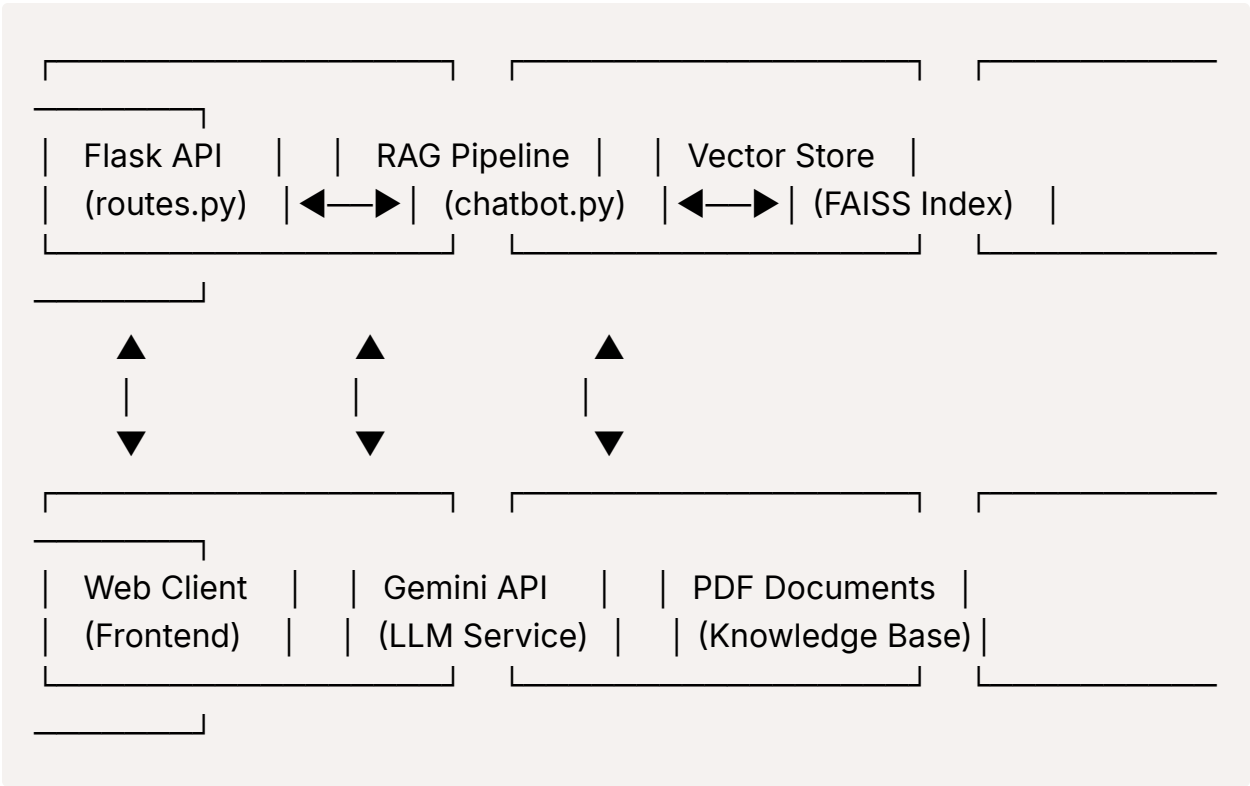 ┌─────────────────┐ ┌─────────────────┐ ┌──────────
───────┐
│ Flask API │ │ RAG Pipeline │ │ Vector Store │
│ (routes.py) │◄──►│ (chatbot.py) │◄──►│ (FAISS Index) │
└─────────────────┘ └─────────────────┘ └──────────
───────┘
▲ ▲ ▲
│ │ │
▼ ▼ ▼
┌─────────────────┐ ┌─────────────────┐ ┌──────────
───────┐
│ Web Client │ │ Gemini API │ │ PDF Documents │
│ (Frontend) │ │ (LLM Service) │ │ (Knowledge Base)│
└─────────────────┘ └─────────────────┘ └──────────
───────┘